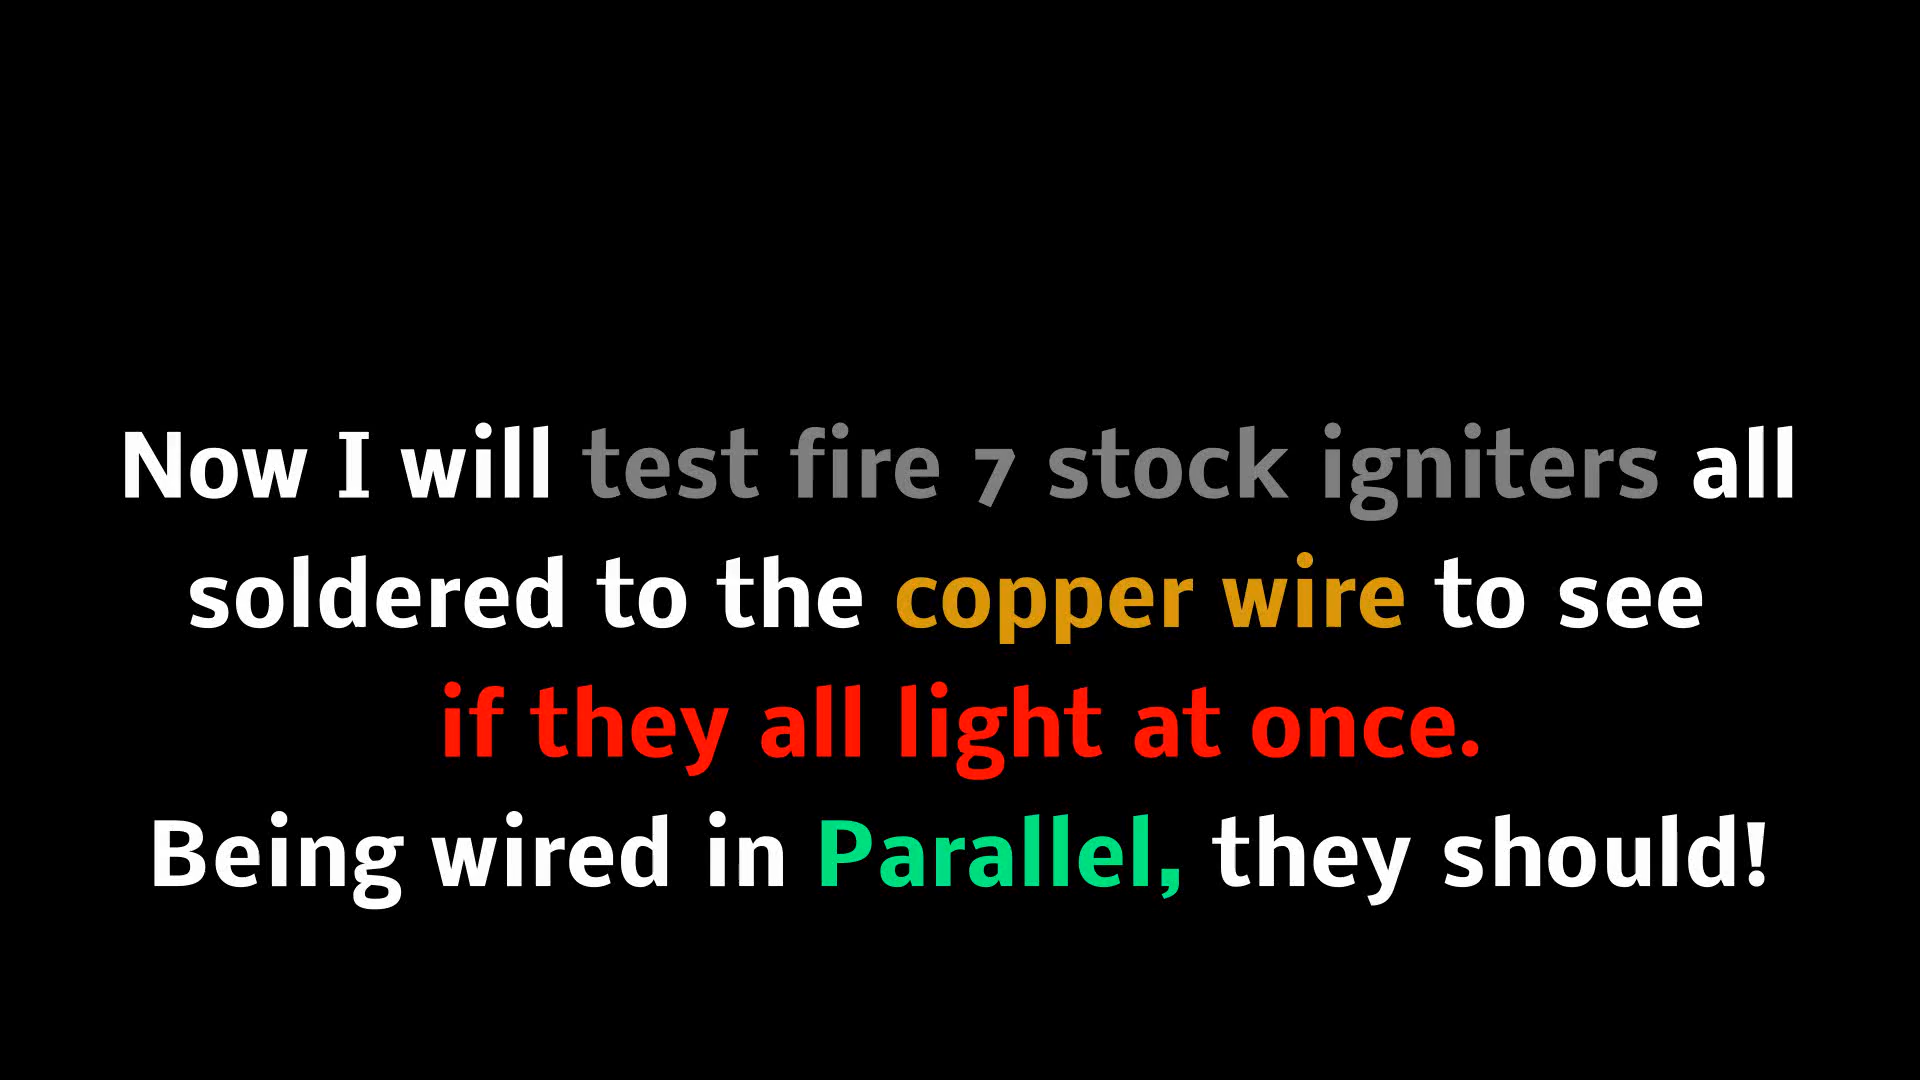 Now I will test fire 7 stock igniters all
soldered to the copper wire to see
if they all light at once.
Being wired in Parallel, they should!